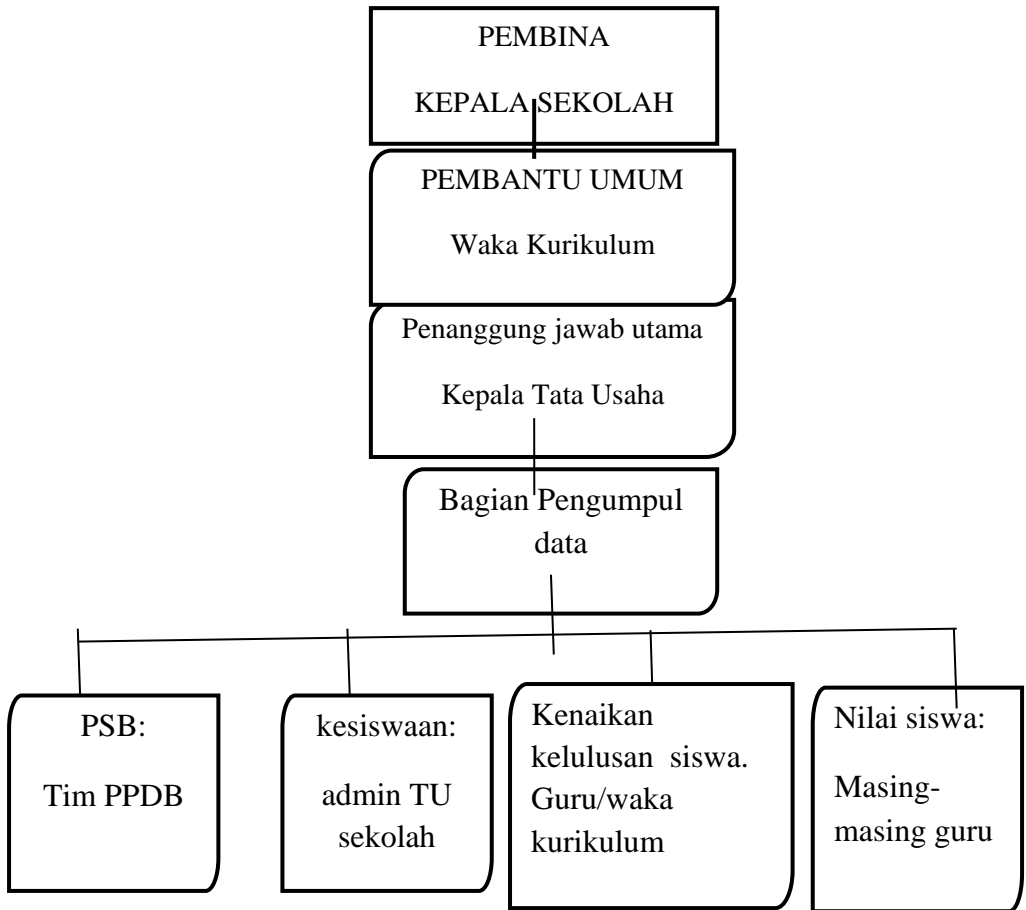 PEMBINA
KEPALA SEKOLAH
PEMBANTU UMUM
Waka Kurikulum
Penanggung jawab utama
Kepala Tata Usaha
Bagian Pengumpul
data
PSB:
Tim PPDB
kesiswaan:
admin TU
sekolah
Kenaikan
kelulusan siswa.
Guru/waka
kurikulum
Nilai siswa:
Masing-
masing guru